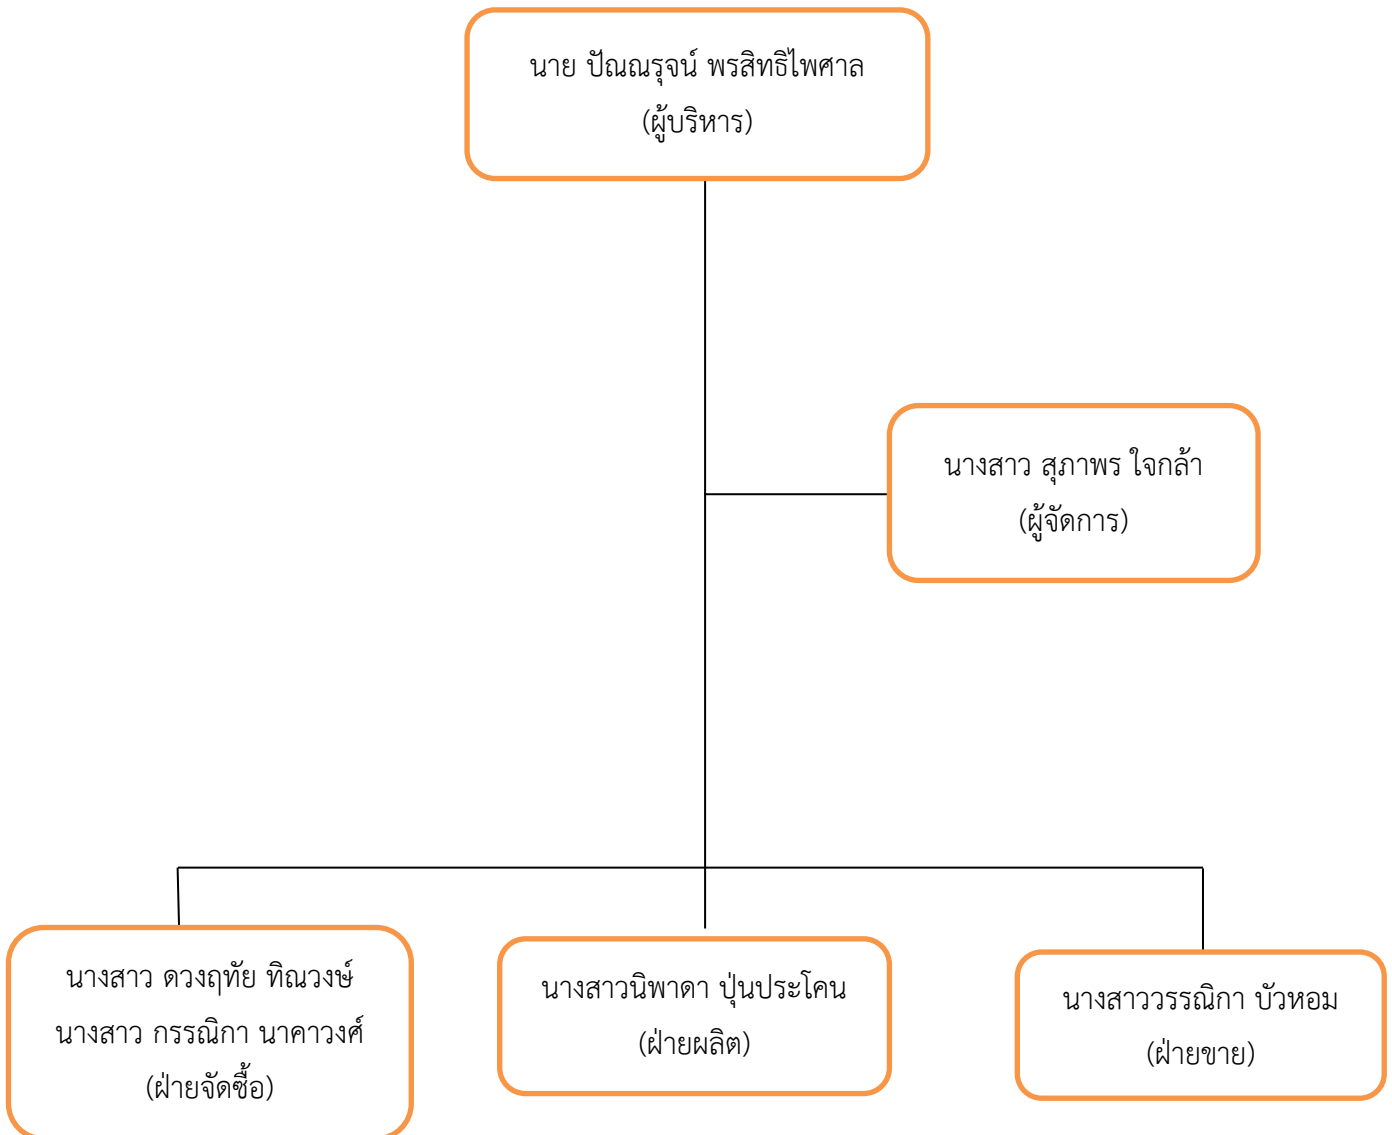 นาย ปัณณรุจน์ พรสิทธิไพศาล
(ผู้บริหาร)
นางสาว สุภาพร ใจกล้า
(ผู้จัดการ)
นางสาว ดวงฤทัย ทิณวงษ์
นางสาว กรรณิกา นาคาวงศ์
(ฝ่ายจัดซื้อ)
นางสาวนิพาดา ปุ่นประโคน
(ฝ่ายผลิต)
นางสาววรรณิกา บัวหอม
(ฝ่ายขาย)